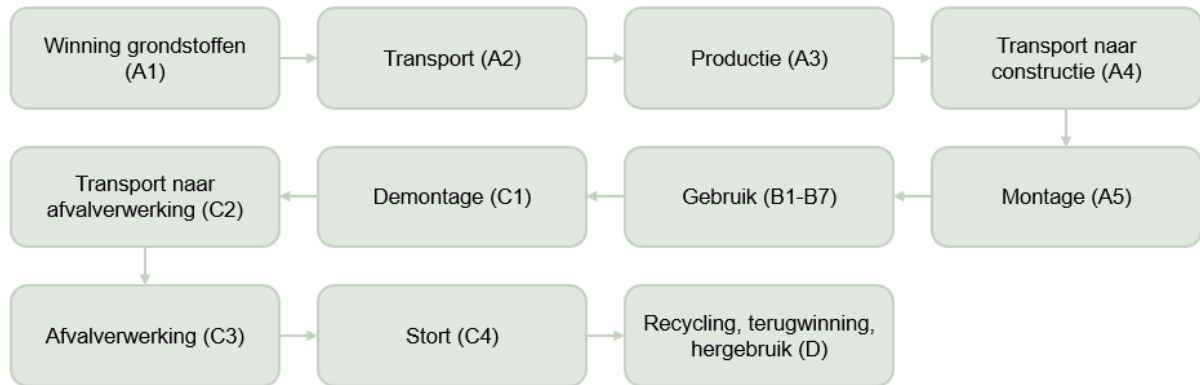 Winning grondstoffen
(A1)
Transport (A2)
Productie (A3)
Transport naar
constructie (A4)
Montage (A5)
Gebruik (B1-B7)
Demontage (C1)
Transport naar
afvalverwerking (C2)
Afvalverwerking (C3)
Stort (C4)
Recycling, terugwinning,
hergebruik (D)